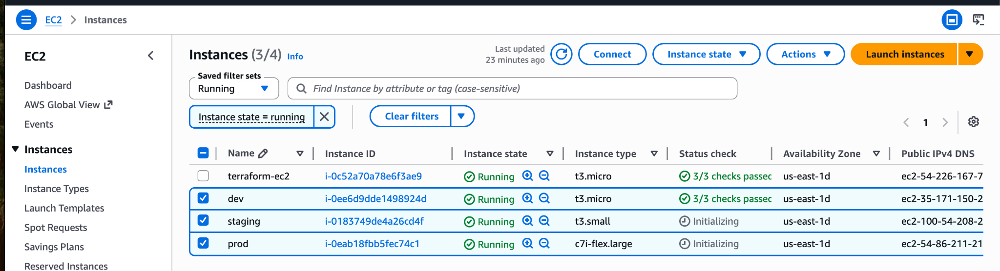 EC2 > Instances
EC2
Dashboard
AWS Global View
Events
Instances
Instances
Instance Types
Launch Templates
Spot Requests
Savings Plans
Reserved Instances
Instances (3/4) Info
Last updated
23 minutes ago
Connect
Instance state
Actions
Launch instances
Saved filter sets
Running
Find Instance by attribute or tag (case-sensitive)
Instance state = running
Clear filters
1
Name Instance ID Instance state Instance type Status check Availability Zone Public IPv4 DNS
terraform-ec2 i-0c52a70a78e6f3ae9 Running t3.micro 3/3 checks passed us-east-1d ec2-54-226-167-7
dev i-0ee6d9dde1498924d Running t3.micro 3/3 checks passed us-east-1d ec2-35-171-150-2
staging i-0183749de4a26cd4f Running t3.small Initializing us-east-1d ec2-100-54-208-2
prod i-0eab18fbb5fec74c1 Running c7i-flex.large Initializing us-east-1d ec2-54-86-211-21